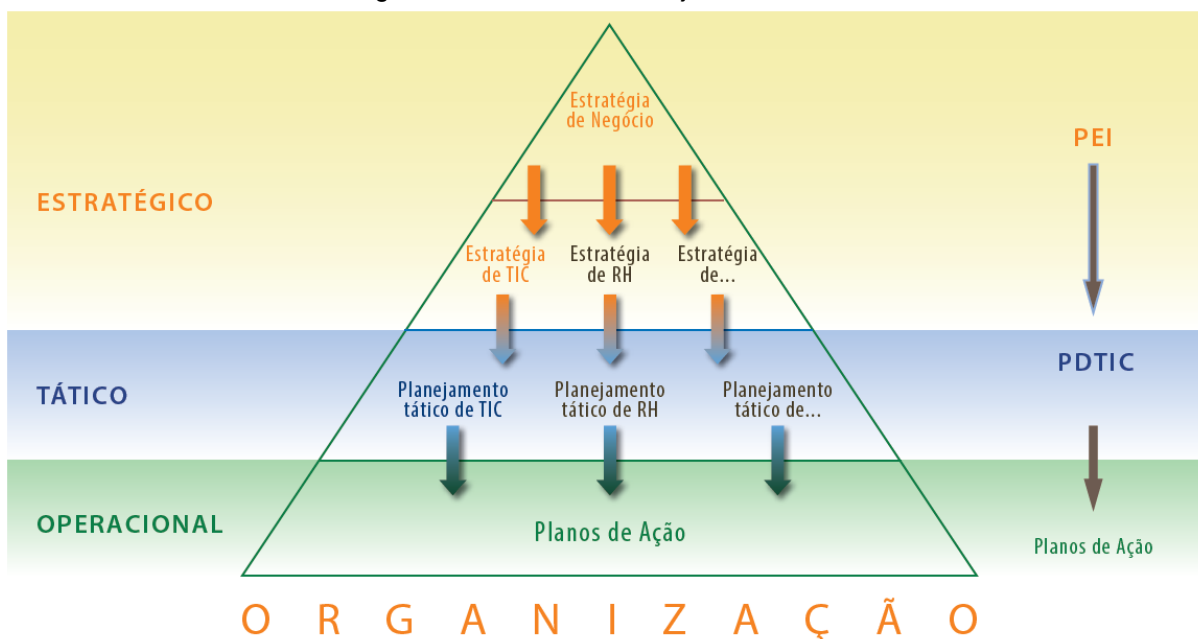 Estratégia
de Negócio
PEI
ESTRATÉGICO
Estratégia
de TIC
Estratégia
de RH
Estratégia
de...
PDTIC
TÁTICO
Planejamento
tático de TIC
Planejamento
tático de RH
Planejamento
tático de...
OPERACIONAL
Planos de Ação
Planos de Ação
ORGANIZAÇÃO